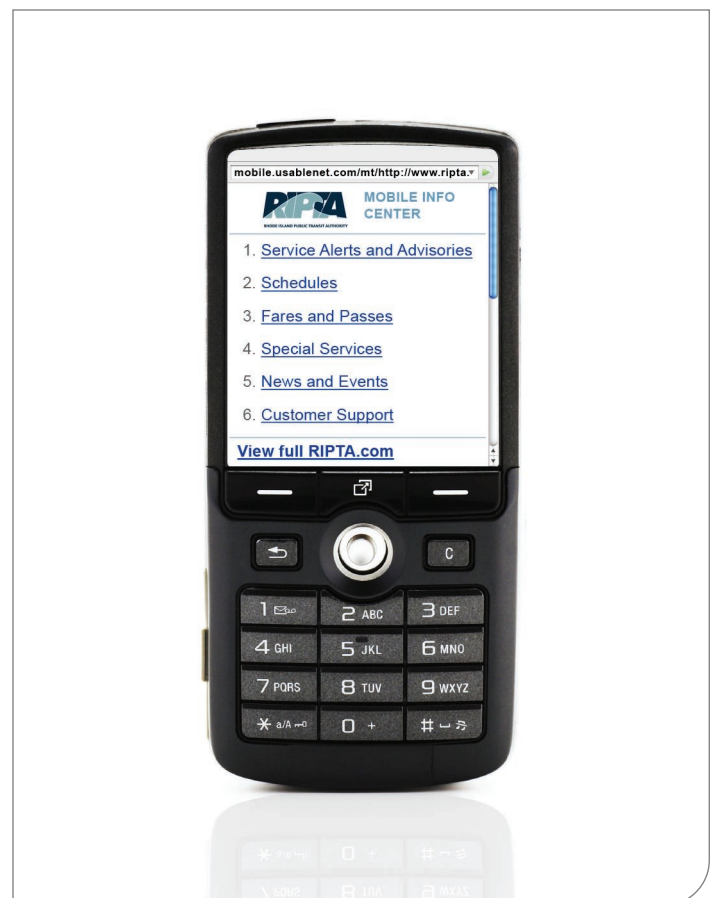 mobile.usablenet.com/mt/http://www.ripta.
RIPTA
RHODE ISLAND PUBLIC TRANSIT AUTHORITY
MOBILE INFO
CENTER
1. Service Alerts and Advisories
2. Schedules
3. Fares and Passes
4. Special Services
5. News and Events
6. Customer Support
View full RIPTA.com
C
1 2 ABC 3 DEF
4 GHI 5 JKL 6 MNO
7 PQRS 8 TUV 9 WXYZ
* a/A 0 + #